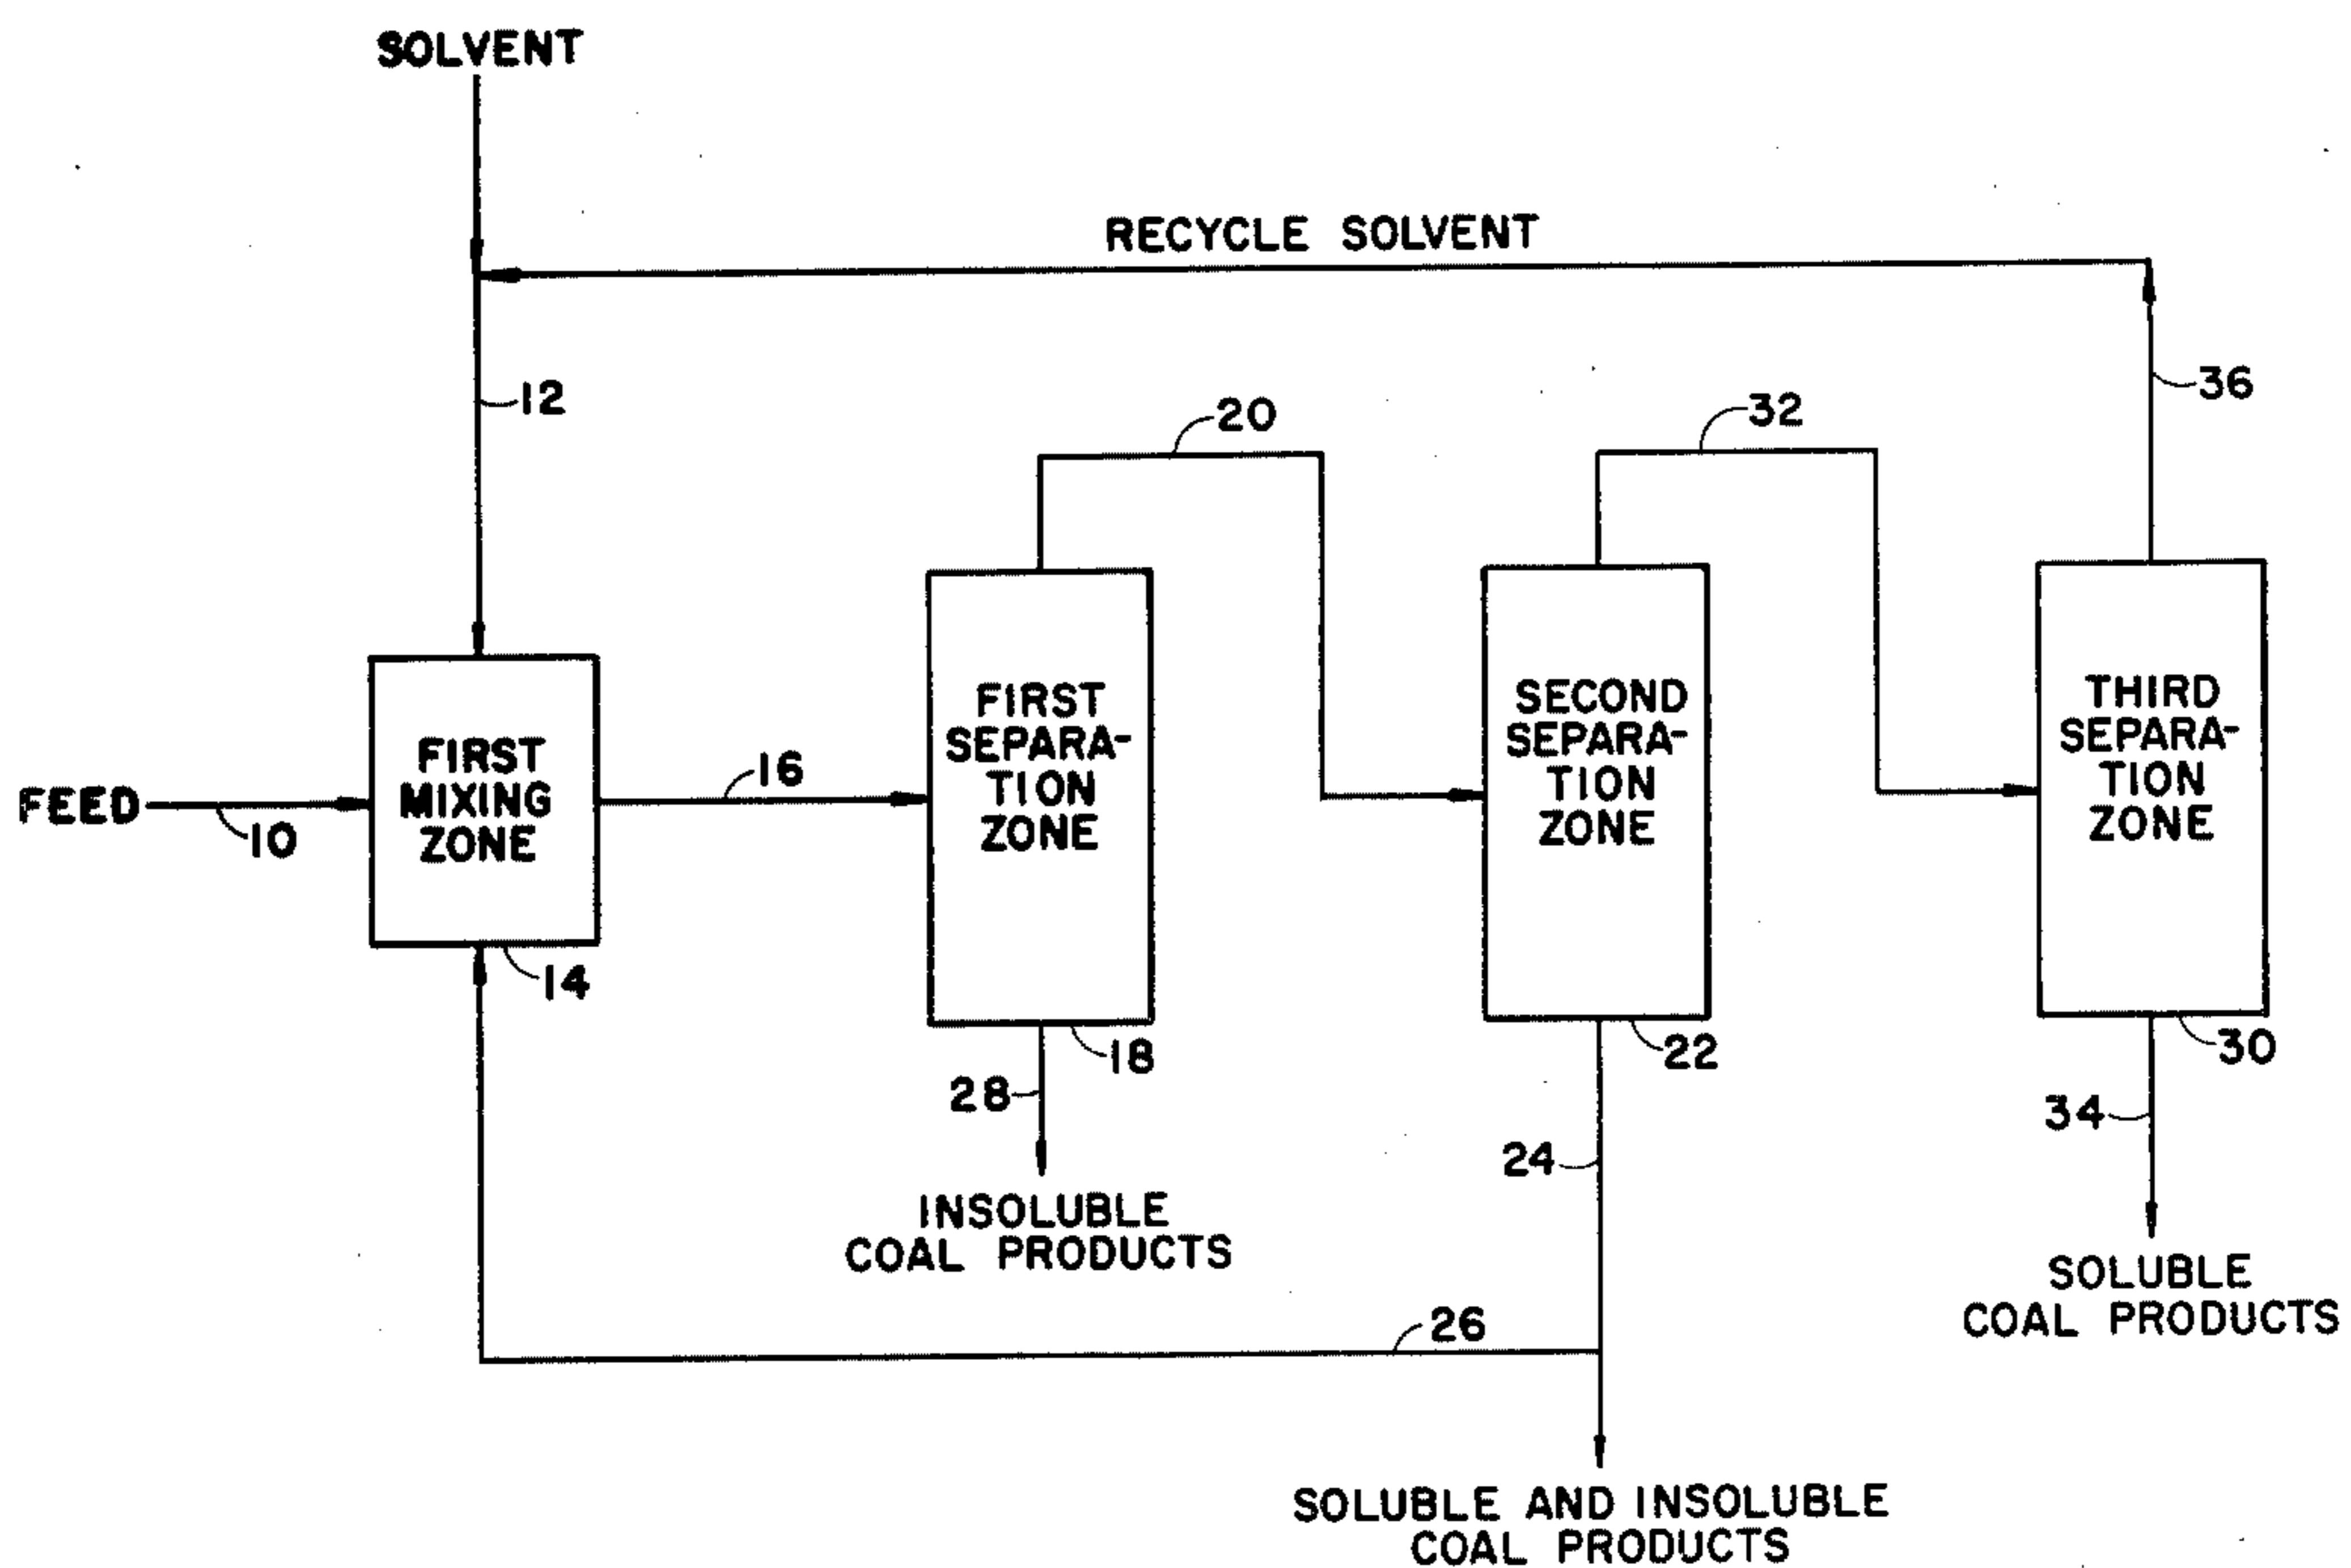 SOLVENT
RECYCLE SOLVENT
12
36
20
32
FIRST
MIXING
ZONE
FIRST
SEPARA-
TION
ZONE
SECOND
SEPARA-
TION
ZONE
THIRD
SEPARA-
TION
ZONE
FEED
10
16
14
18
22
30
28
24
34
INSOLUBLE
COAL PRODUCTS
SOLUBLE
COAL PRODUCTS
26
SOLUBLE AND INSOLUBLE
COAL PRODUCTS